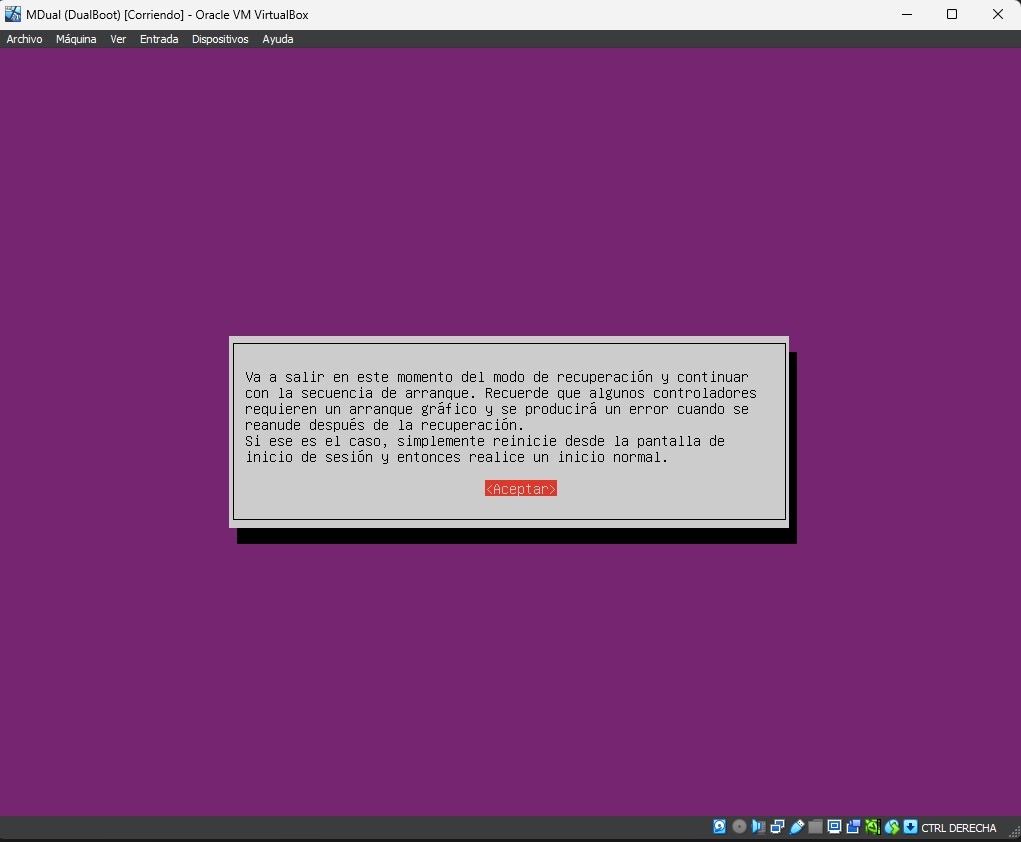 MDual (DualBoot) [Corriendo] - Oracle VM VirtualBox
Archivo Máquina Ver Entrada Dispositivos Ayuda
Va a salir en este momento del modo de recuperación y continuar
con la secuencia de arranque. Recuerde que algunos controladores
requieren un arranque gráfico y se producirá un error cuando se
reanude después de la recuperación.
Si ese es el caso, simplemente reinicie desde la pantalla de
inicio de sesión y entonces realice un inicio normal.
<Aceptar>
CTRL DERECHA